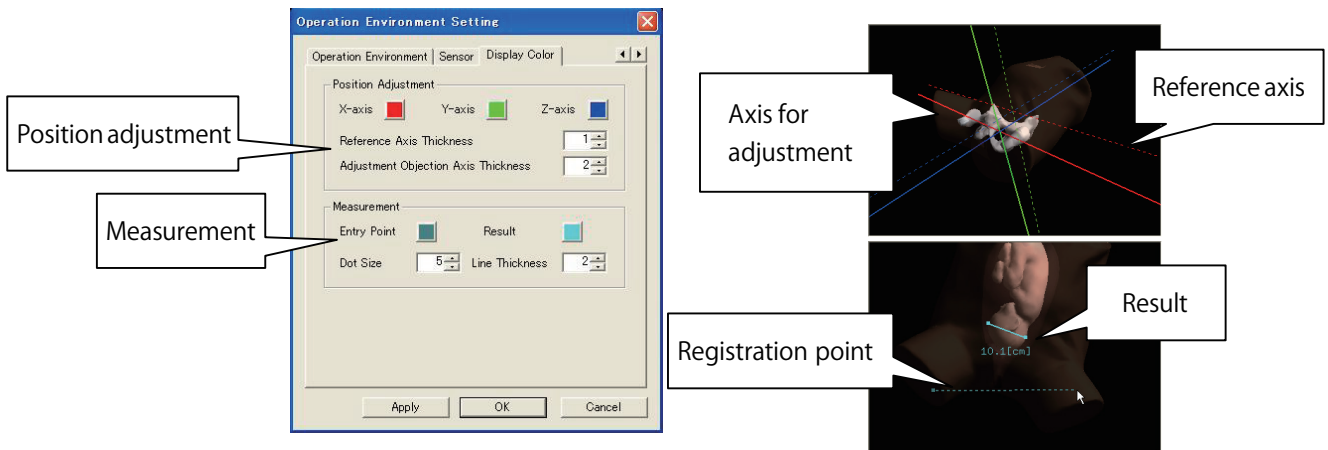 Operation Environment Setting
Operation Environment Sensor Display Color
Position Adjustment
X-axis Y-axis Z-axis
Reference Axis Thickness 1
Adjustment Objection Axis Thickness 2
Measurement
Entry Point Result
Dot Size 5 Line Thickness 2
Apply OK Cancel
Position adjustment
Measurement
Axis for
adjustment
Reference axis
Result
10.1[cm]
Registration point